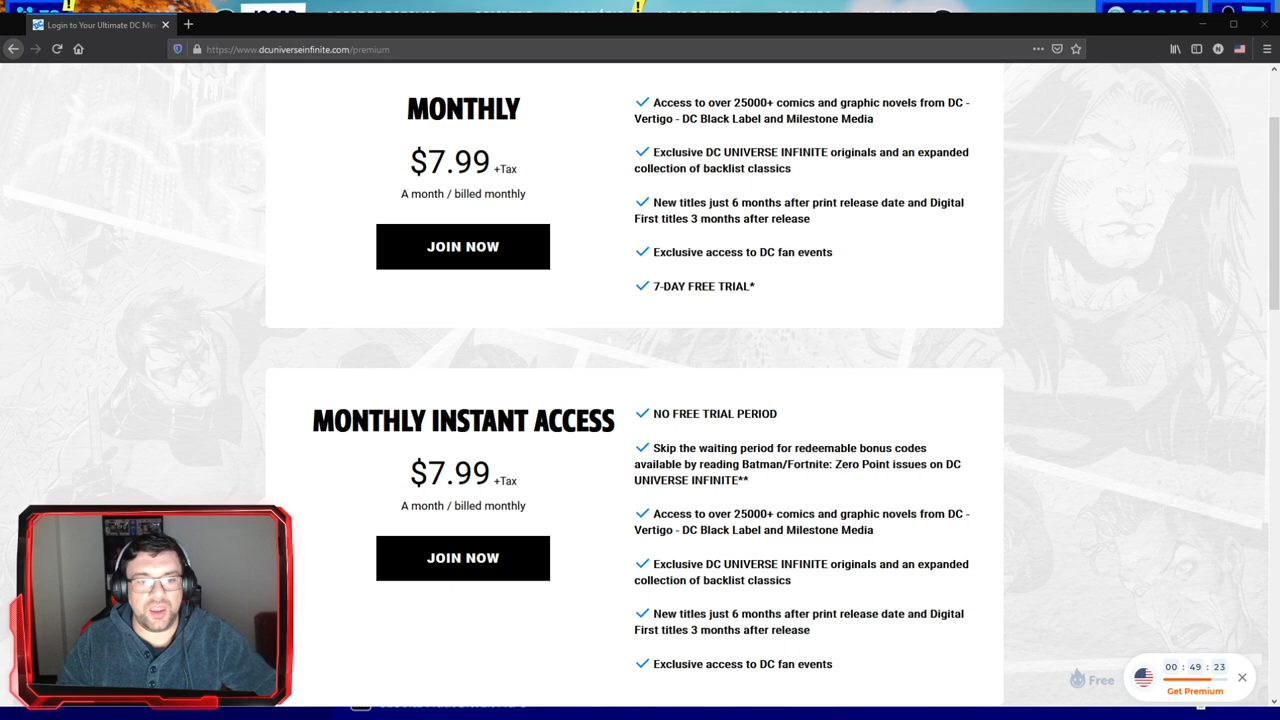 Login to Your Ultimate DC Me
https://www.dcuniverseinfinite.com/premium
MONTHLY
$7.99 +Tax
A month / billed monthly
JOIN NOW
Access to over 25000+ comics and graphic novels from DC -
Vertigo - DC Black Label and Milestone Media
Exclusive DC UNIVERSE INFINITE originals and an expanded
collection of backlist classics
New titles just 6 months after print release date and Digital
First titles 3 months after release
Exclusive access to DC fan events
7-DAY FREE TRIAL*
MONTHLY INSTANT ACCESS
$7.99 +Tax
A month / billed monthly
JOIN NOW
NO FREE TRIAL PERIOD
Skip the waiting period for redeemable bonus codes
available by reading Batman/Fortnite: Zero Point issues on DC
UNIVERSE INFINITE**
Access to over 25000+ comics and graphic novels from DC -
Vertigo - DC Black Label and Milestone Media
Exclusive DC UNIVERSE INFINITE originals and an expanded
collection of backlist classics
New titles just 6 months after print release date and Digital
First titles 3 months after release
Exclusive access to DC fan events
Free
00 : 49 : 23
Get Premium